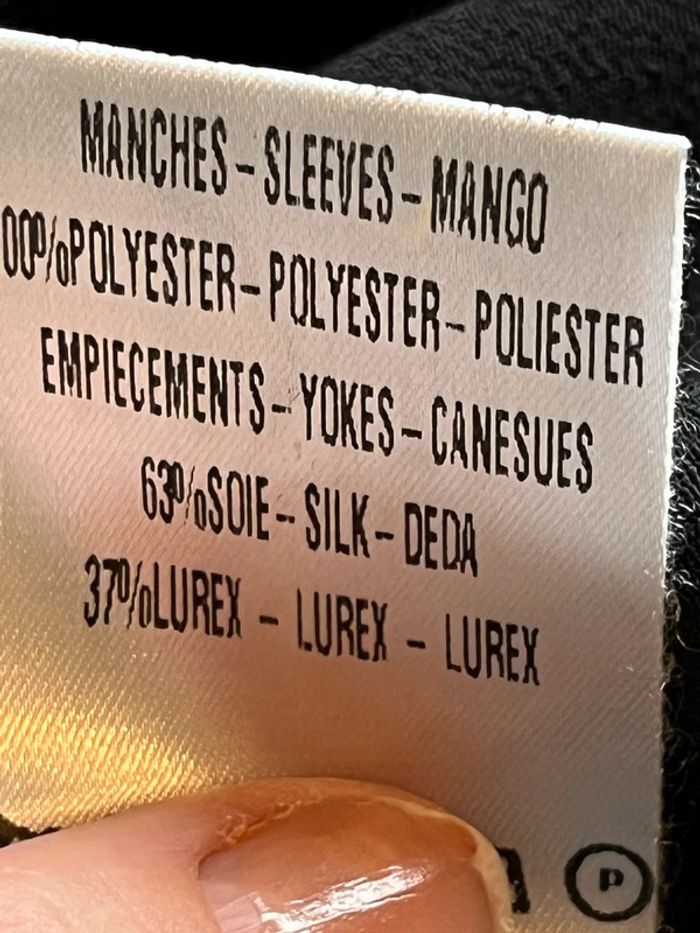 MANCHES - SLEEVES - MANGO
00% POLYESTER - POLYESTER - POLIESTER
EMPIECEMENTS - YOKES - CANESUES
63% SOIE - SILK - DEDA
37% LUREX - LUREX - LUREX
P